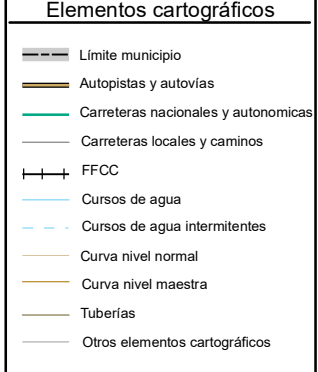 Elementos cartográficos
Límite municipio
Autopistas y autovías
Carreteras nacionales y autonomicas
Carreteras locales y caminos
FFCC
Cursos de agua
Cursos de agua intermitentes
Curva nivel normal
Curva nivel maestra
Tuberías
Otros elementos cartográficos